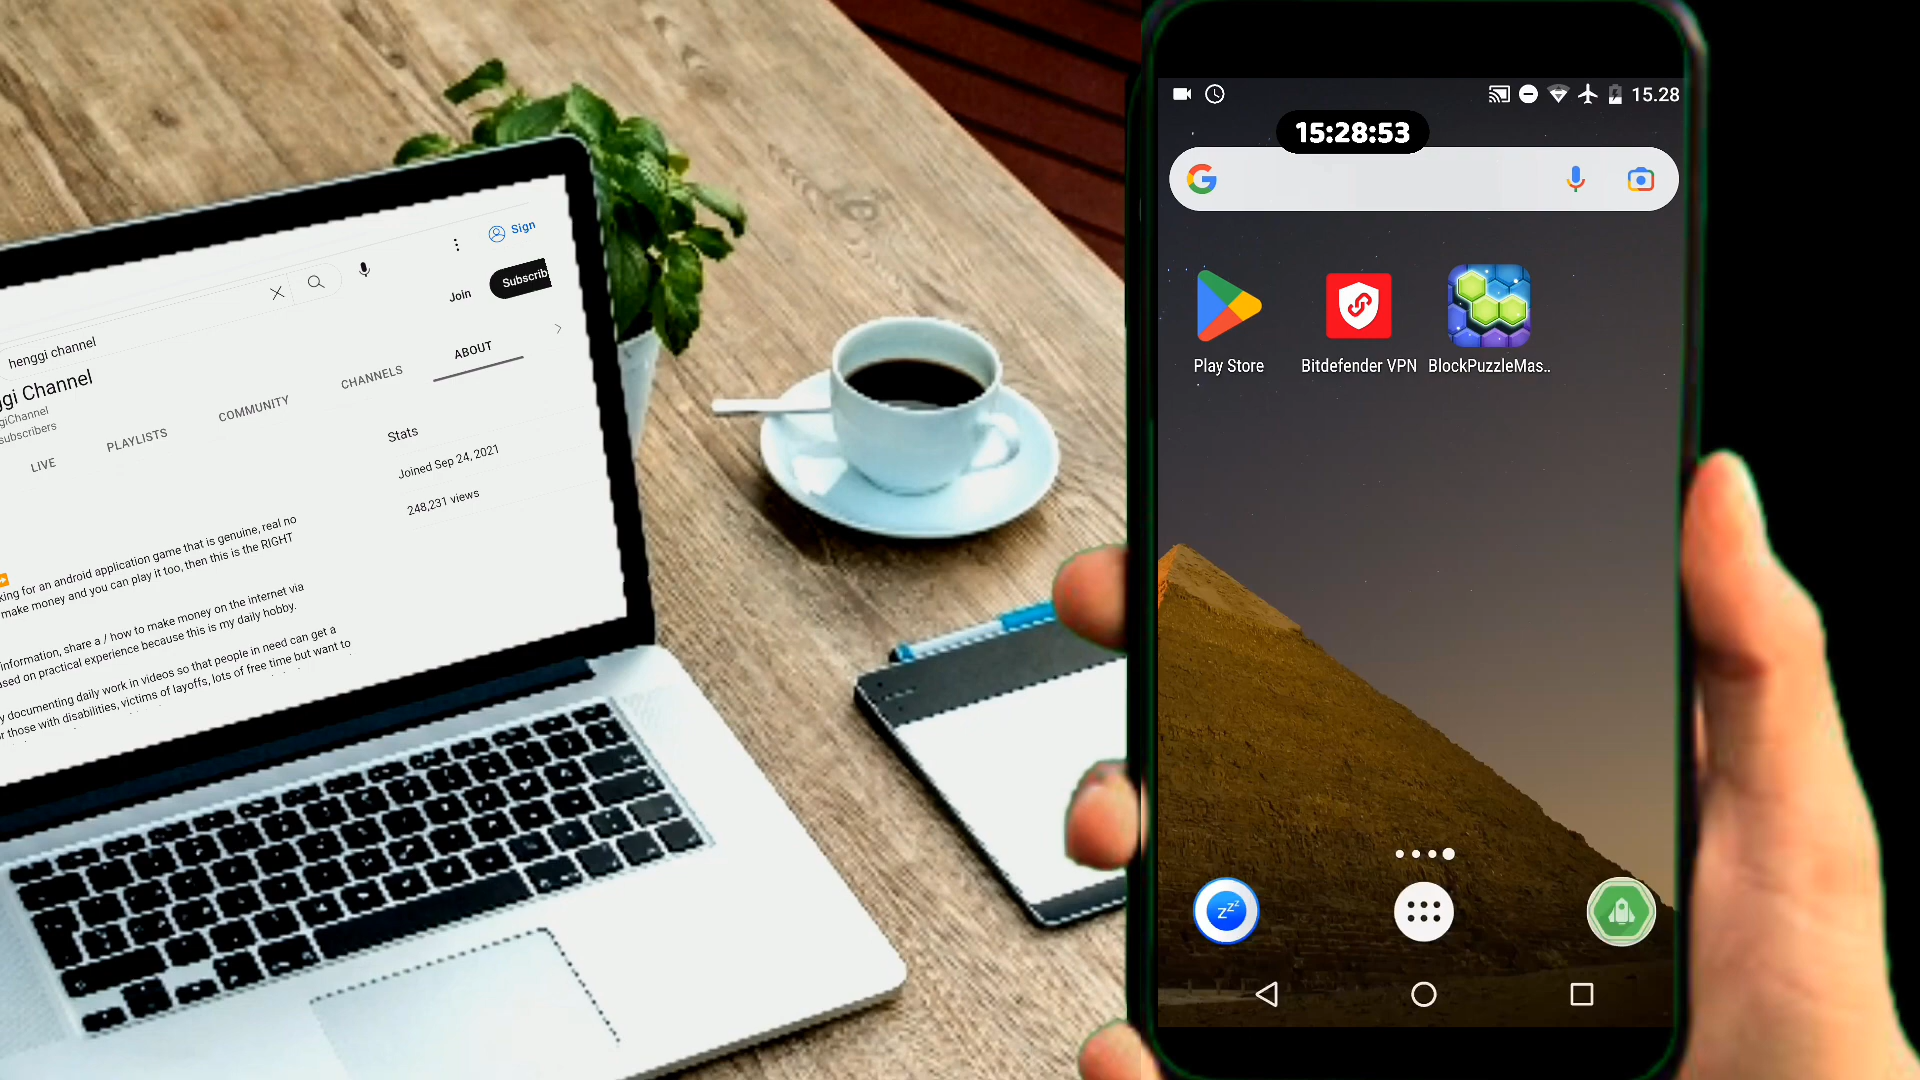 Sign
henggi channel
Join
Subscrib
ggi Channel
giChannel
subscribers
LIVE
PLAYLISTS
COMMUNITY
CHANNELS
ABOUT
Stats
Joined Sep 24, 2021
248,231 views
king for an android application game that is genuine, real no
make money and you can play it too, then this is the RIGHT
information, share a / how to make money on the internet via
sed on practical experience because this is my daily hobby.
y documenting daily work in videos so that people in need can get a
r those with disabilities, victims of layoffs, lots of free time but want to
15.28
15:28:53
Play Store
Bitdefender VPN
BlockPuzzleMas..
zzz